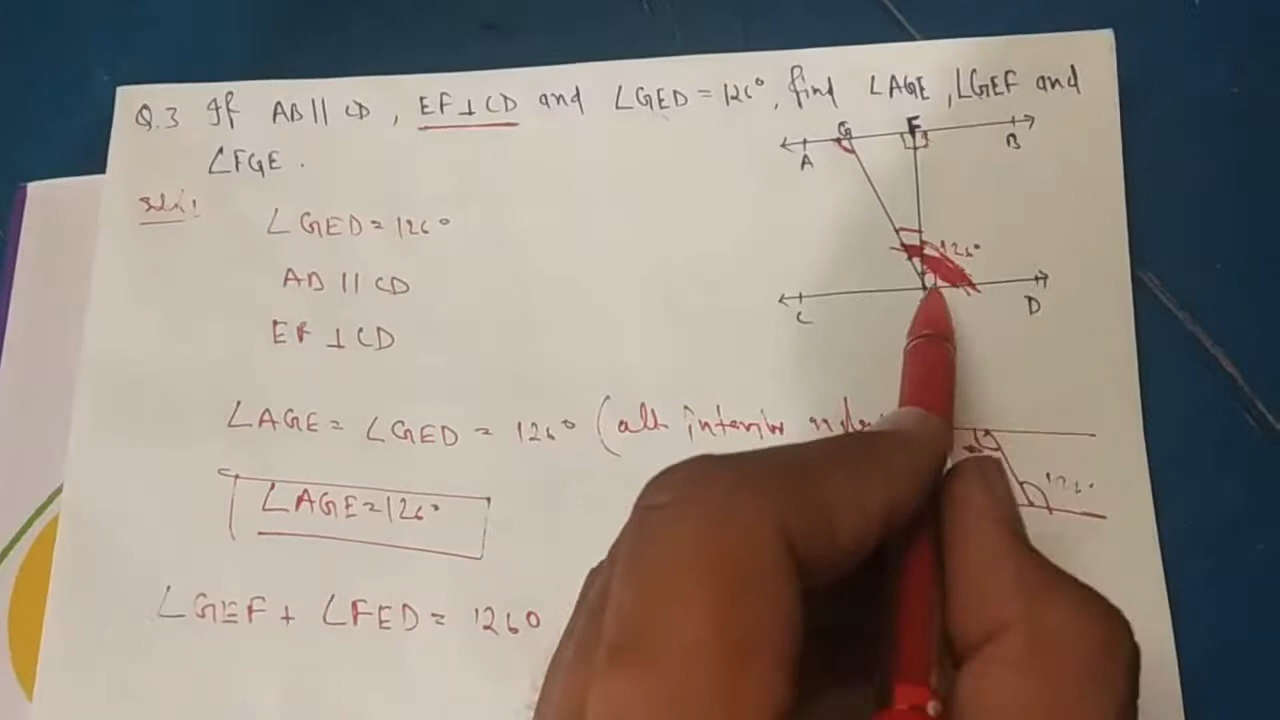 Q.3 If AB || CD, EF ⊥ CD and ∠GED = 126°, find ∠AGE, ∠GEF and
∠FGE.
Soln:
∠GED = 126°
AB || CD
EF ⊥ CD
G F B
A
126°
C D
∠AGE = ∠GED = 126° (alt interior
126°
∠AGE = 126°
∠GEF + ∠FED = 126°